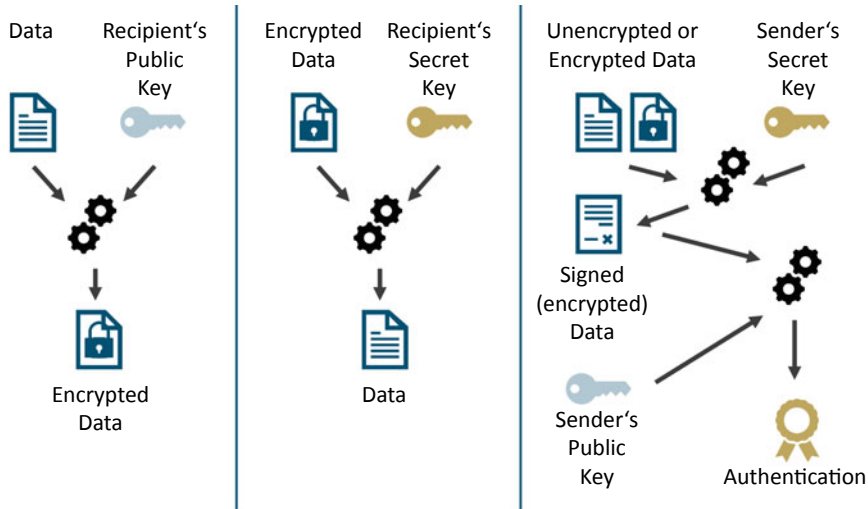 Data
Recipient‘s
Public
Key
Encrypted
Data
Encrypted
Data
Recipient‘s
Secret
Key
Data
Unencrypted or
Encrypted Data
Sender‘s
Secret
Key
Signed
(encrypted)
Data
Sender‘s
Public
Key
Authentication